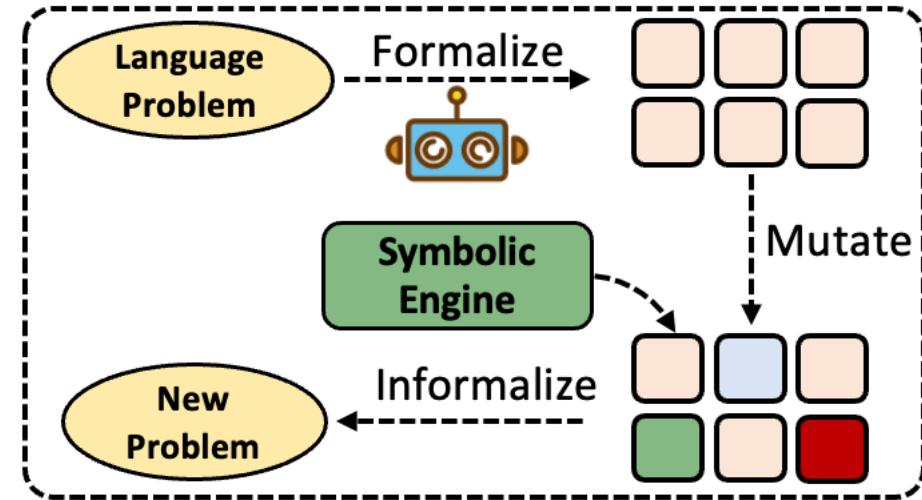 Language
Problem
Formalize
Mutate
Symbolic
Engine
Informalize
New
Problem